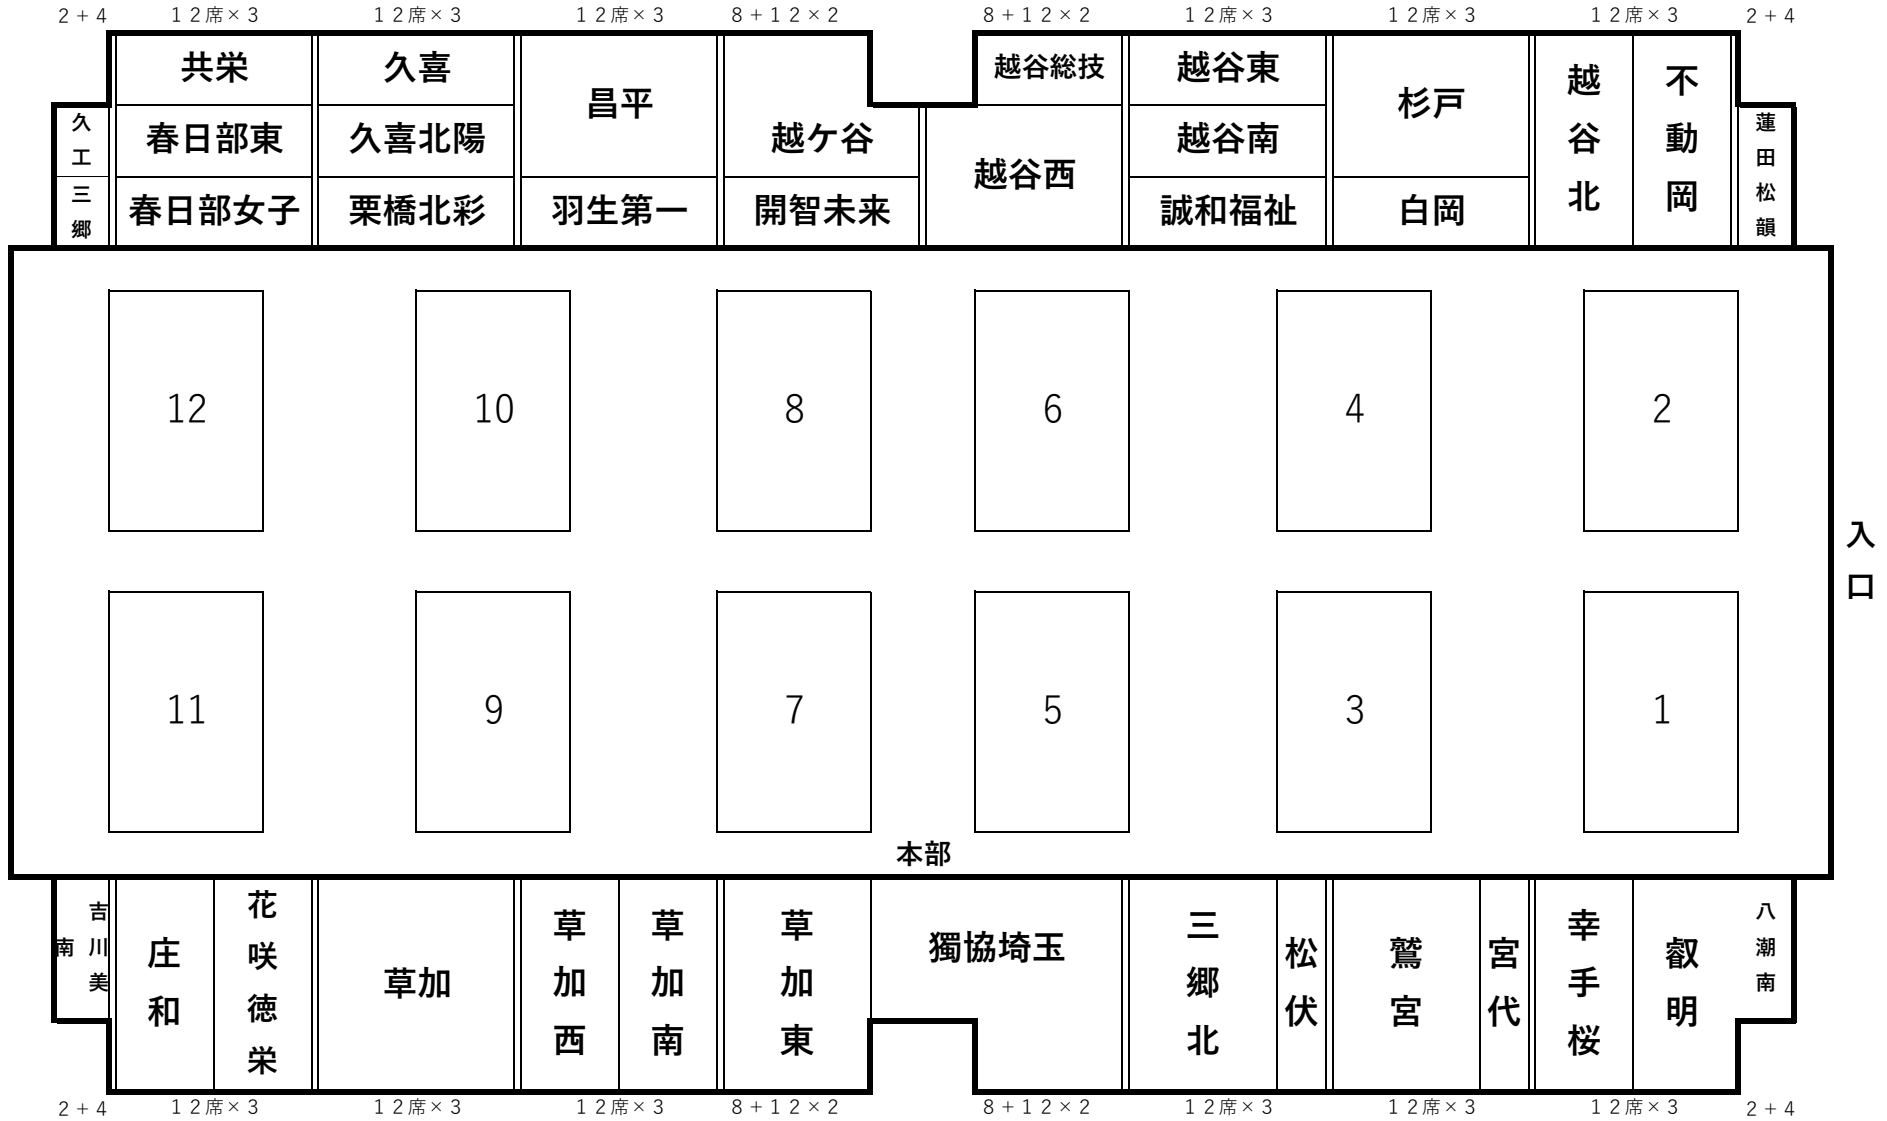 2+4 12席×3 12席×3 12席×3 8+12×2 8+12×2 12席×3 12席×3 12席×3 2+4
共栄 久喜 昌平 越谷総技 越谷東 杉戸 越谷北 不動岡
久工 春日部東 久喜北陽 越ケ谷 越谷西 越谷南 蓮田松韻
三郷 春日部女子 栗橋北彩 羽生第一 開智未来 誠和福祉 白岡
12 10 8 6 4 2
入口
11 9 7 5 3 1
本部
吉川美南 庄和 花咲徳栄 草加 草加西 草加南 草加東 獨協埼玉 三郷北 松伏 鷲宮 宮代 幸手桜 叡明 八潮南
2+4 12席×3 12席×3 12席×3 8+12×2 8+12×2 12席×3 12席×3 12席×3 2+4